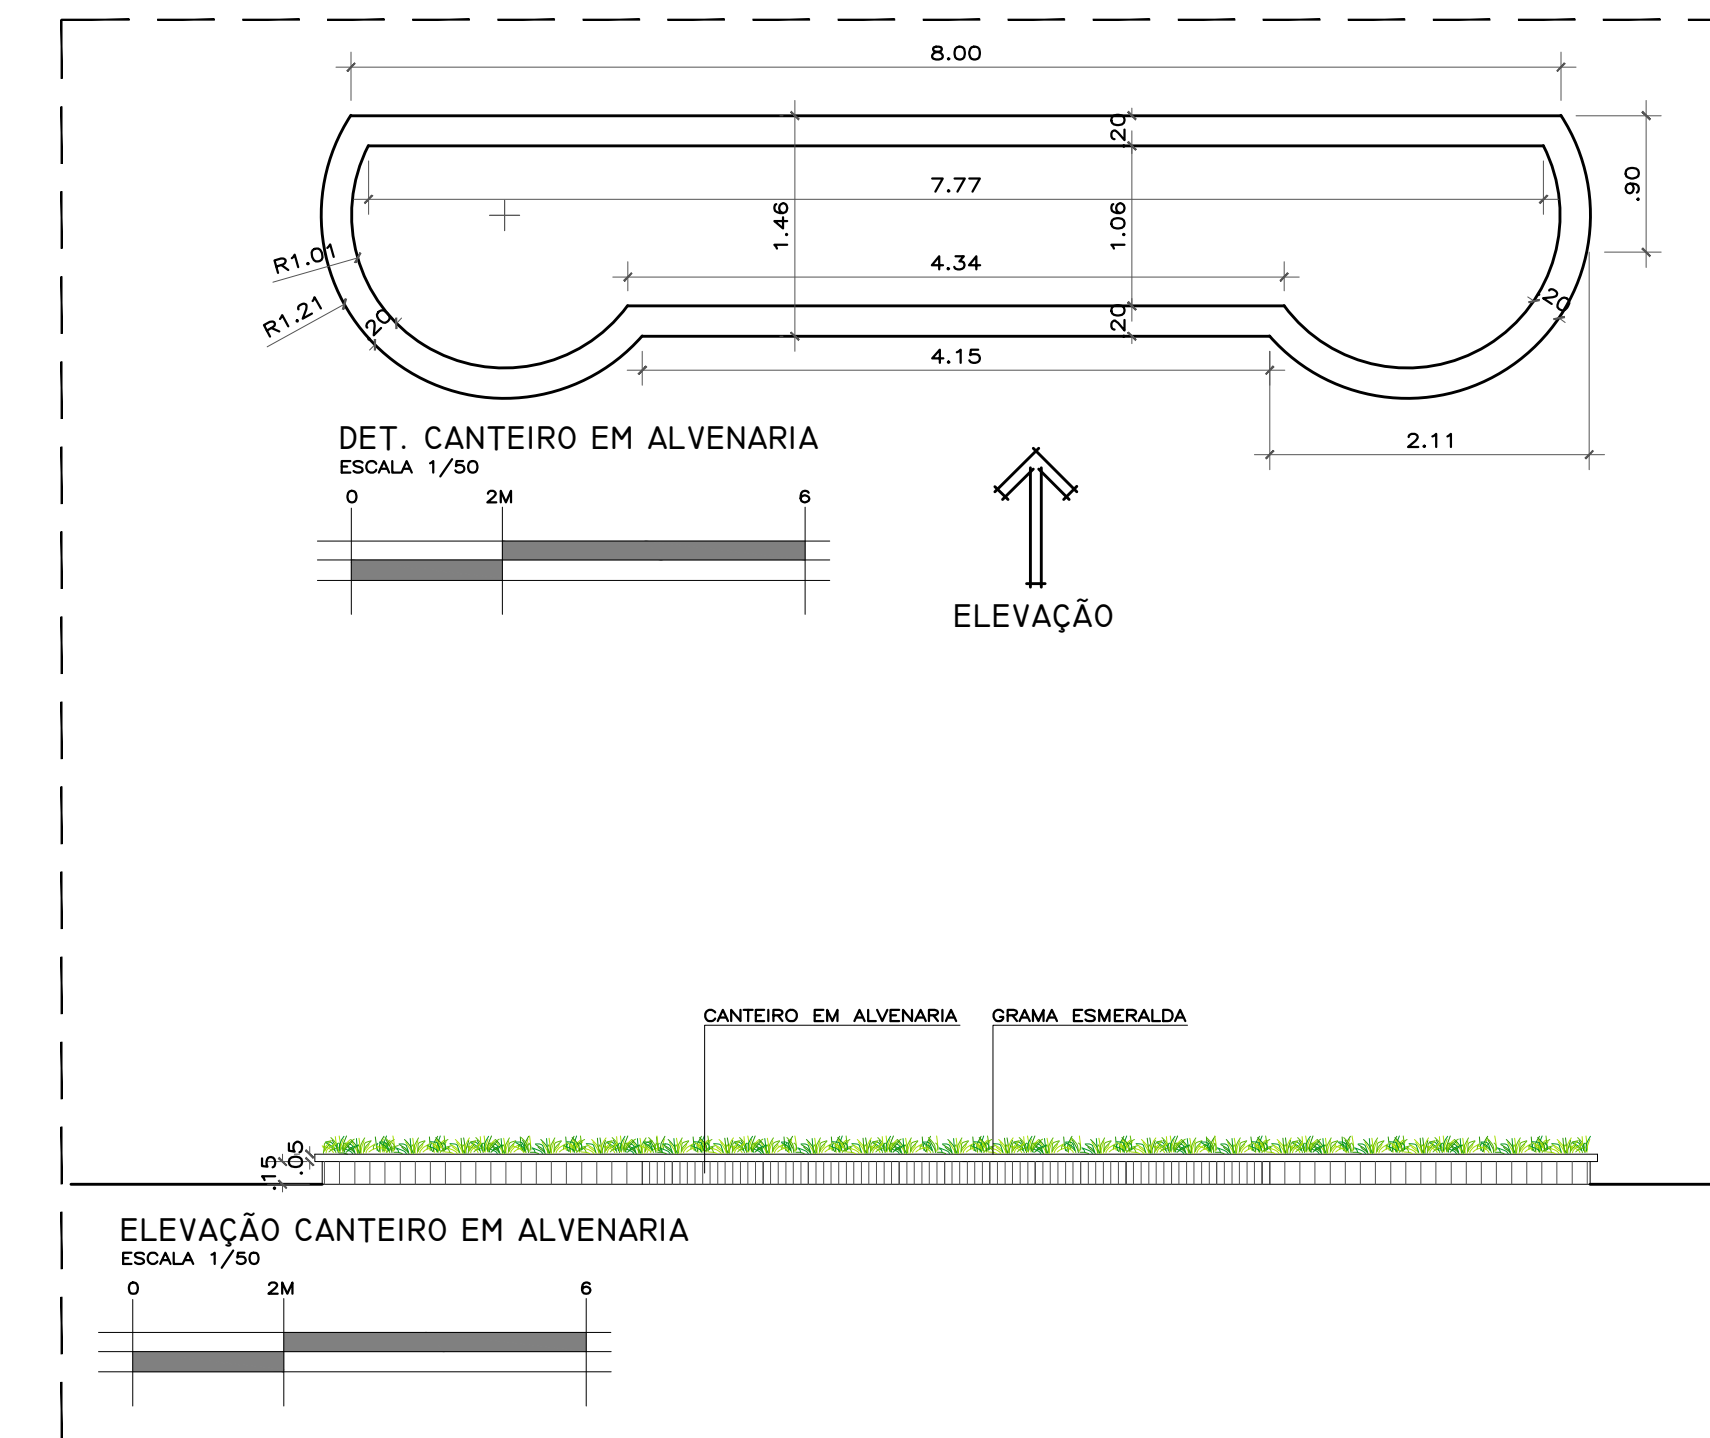 8.00
.20
.90
7.77
1.46
1.06
R1.01
4.34
R1.21
.20
.20
.20
4.15
DET. CANTEIRO EM ALVENARIA
2.11
ESCALA 1/50
0 2M 6
ELEVAÇÃO
CANTEIRO EM ALVENARIA GRAMA ESMERALDA
.15 .05
ELEVAÇÃO CANTEIRO EM ALVENARIA
ESCALA 1/50
0 2M 6